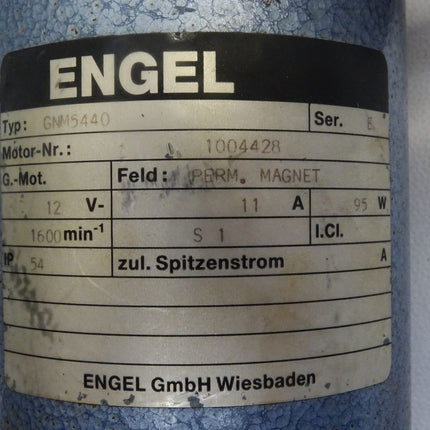 ENGEL
Typ: GNM5440 Ser. E
Motor-Nr.: 1004428
G.-Mot. Feld: PERM. MAGNET
12 V- 11 A 95 W
1600 min⁻¹ S 1 I.Cl.
IP 54 zul. Spitzenstrom A
ENGEL GmbH Wiesbaden